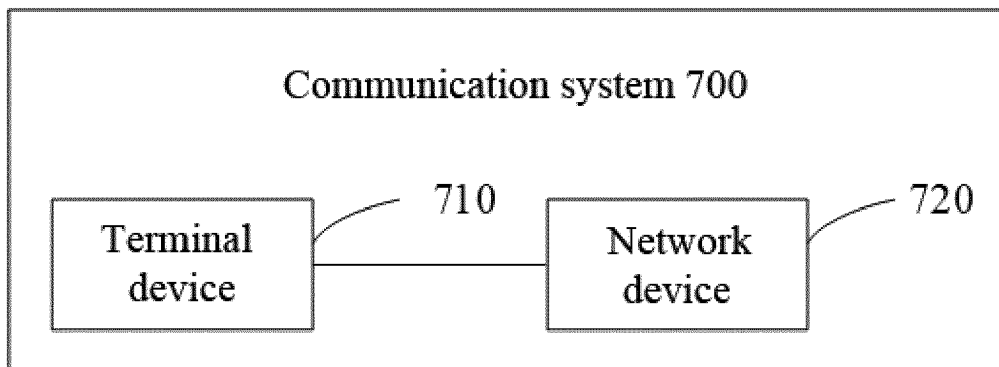 Communication system 700
710
720
Terminal
device
Network
device